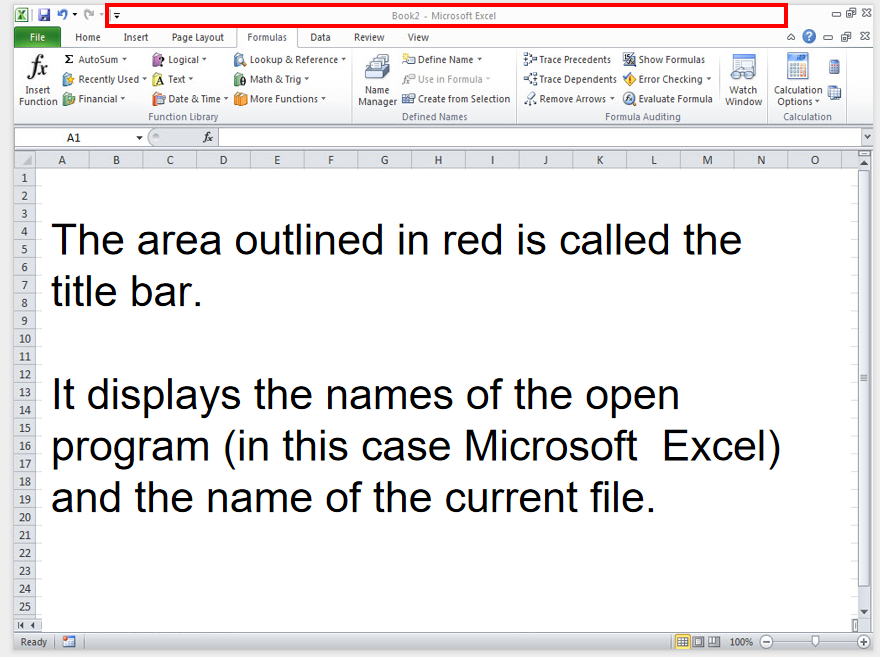 Book2 - Microsoft Excel
File Home Insert Page Layout Formulas Data Review View
Σ AutoSum Logical Lookup & Reference Define Name Trace Precedents Show Formulas
fx Recently Used Text Math & Trig Use in Formula Trace Dependents Error Checking
Insert Function Financial Date & Time More Functions Name Manager Create from Selection Remove Arrows Evaluate Formula Watch Window Calculation Options
Function Library Defined Names Formula Auditing Calculation
A1 fx
A B C D E F G H I J K L M N O
1
2
3
4
5
6
7
8
9
10
11
12
13
14
15
16
17
18
19
20
21
22
23
24
25
The area outlined in red is called the
title bar.
It displays the names of the open
program (in this case Microsoft  Excel)
and the name of the current file.
Ready 100%